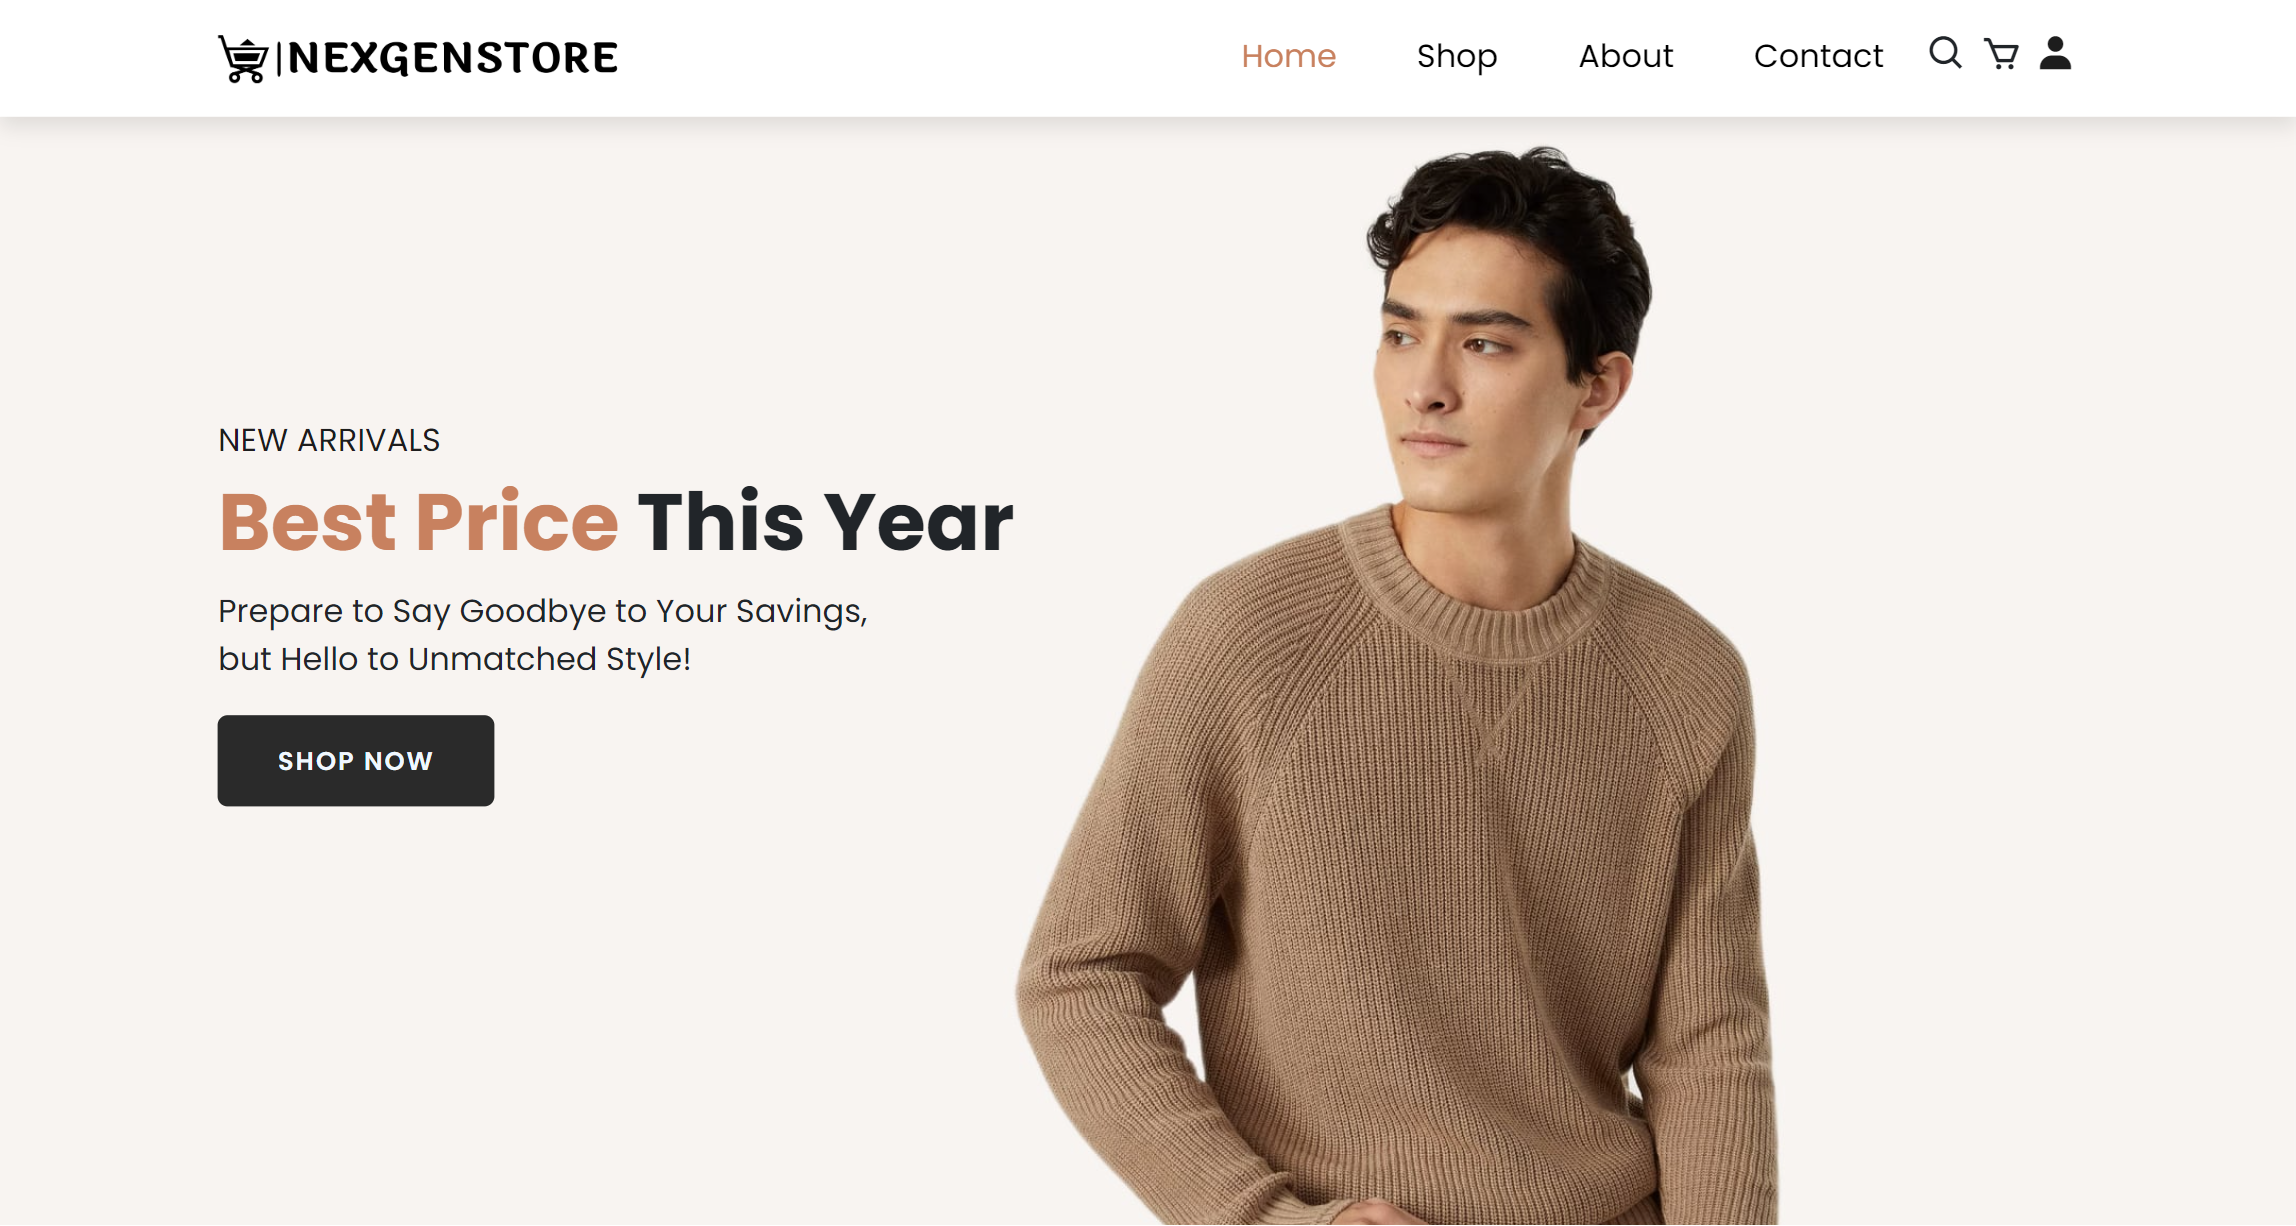 NEXGENSTORE
Home Shop About Contact
NEW ARRIVALS
Best Price This Year
Prepare to Say Goodbye to Your Savings,
but Hello to Unmatched Style!
SHOP NOW